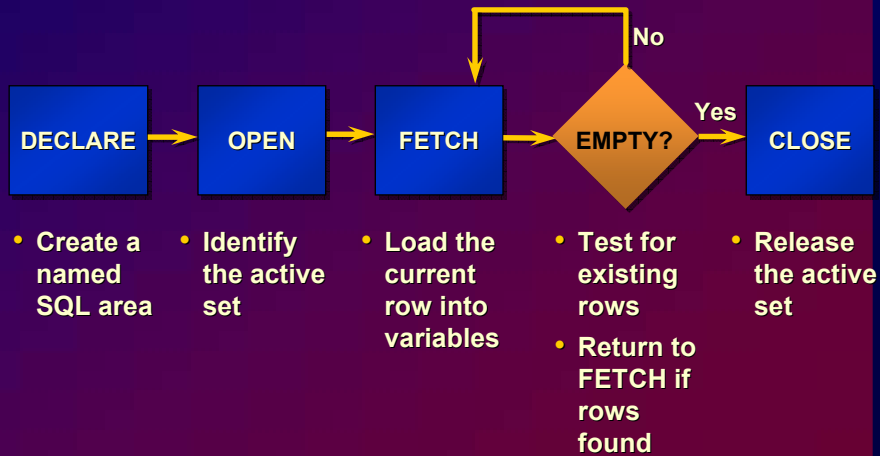 No
DECLARE
OPEN
FETCH
EMPTY?
Yes
CLOSE
• Create a
named
SQL area
• Identify
the active
set
• Load the
current
row into
variables
• Test for
existing
rows
• Return to
FETCH if
rows
found
• Release
the active
set